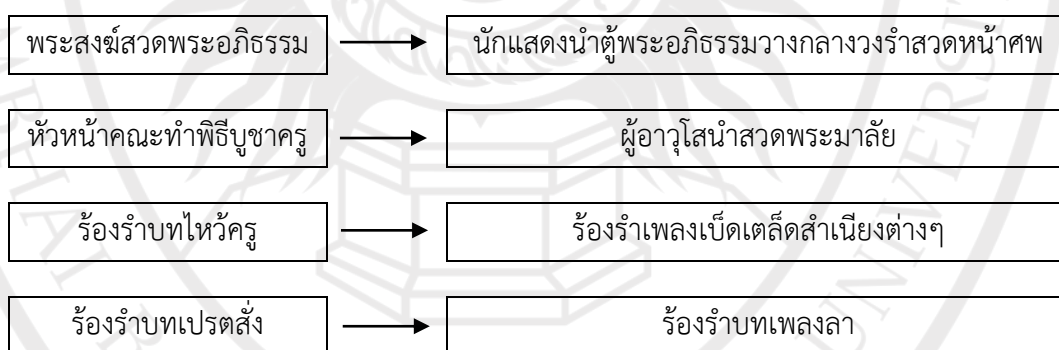 พระสงฆ์สวดพระอภิธรรม นักแสดงนำตู้พระอภิธรรมวางกลางวงรำสวดหน้าศพ
หัวหน้าคณะทำพิธีบูชาครู ผู้อาวุโสนำสวดพระมาลัย
ร้องรำบทไหว้ครู ร้องรำเพลงเบ็ดเตล็ดสำเนียงต่างๆ
ร้องรำบทเปรตสั่ง ร้องรำบทเพลงลา